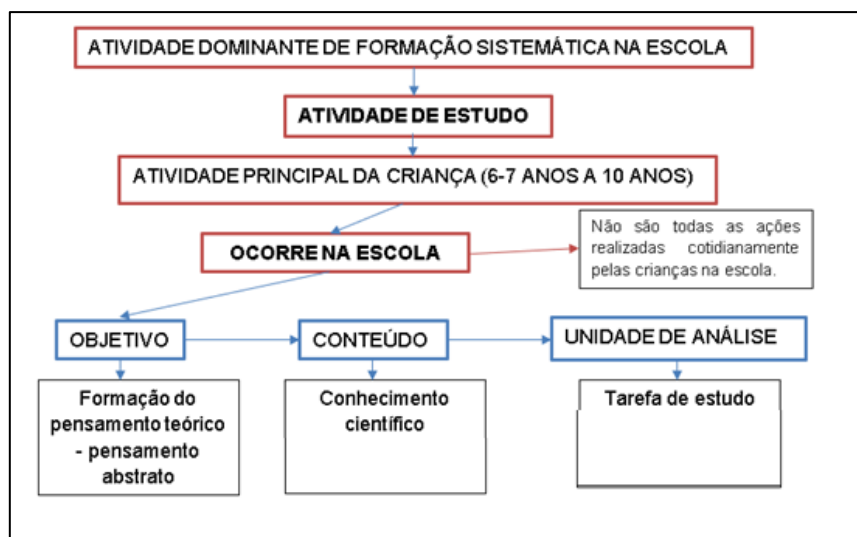 ATIVIDADE DOMINANTE DE FORMAÇÃO SISTEMÁTICA NA ESCOLA
ATIVIDADE DE ESTUDO
ATIVIDADE PRINCIPAL DA CRIANÇA (6-7 ANOS A 10 ANOS)
OCORRE NA ESCOLA
Não são todas as ações
realizadas cotidianamente
pelas crianças na escola.
OBJETIVO
CONTEÚDO
UNIDADE DE ANÁLISE
Formação do
pensamento teórico
- pensamento
abstrato
Conhecimento
científico
Tarefa de estudo